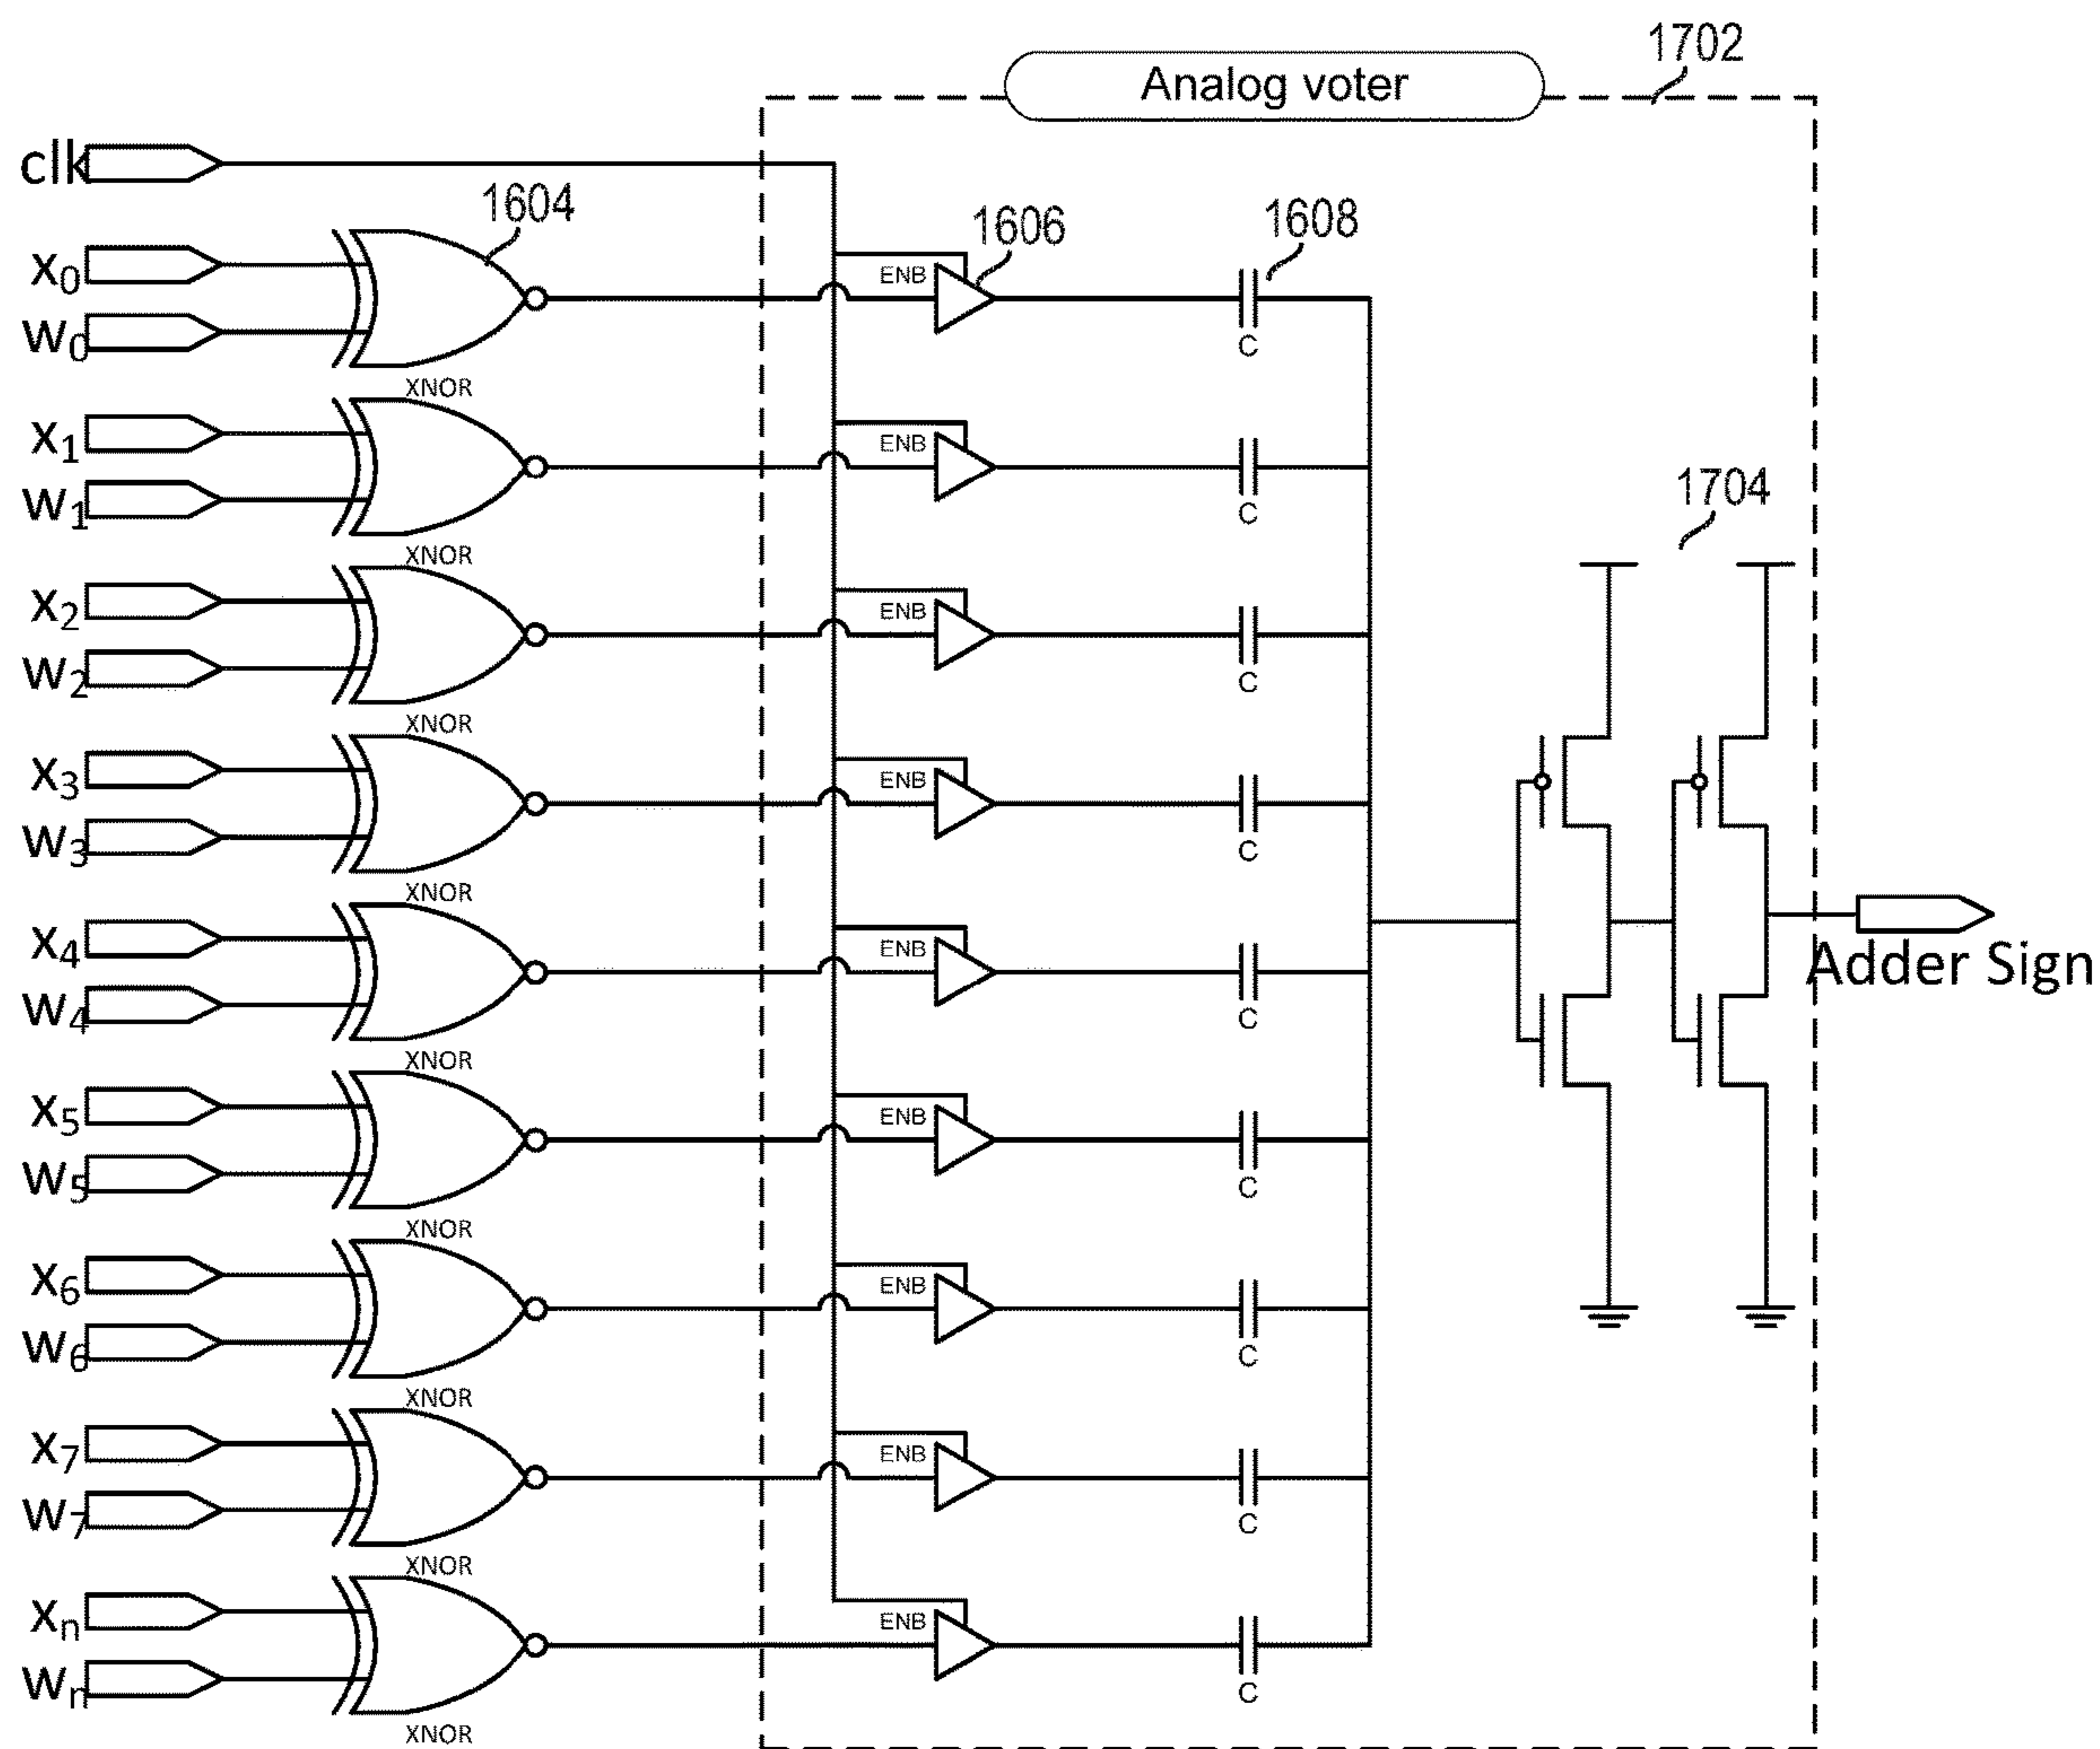 1702
Analog voter
clk
1604
1606
1608
x0
ENB
w0
C
XNOR
x1
ENB
w1
C
1704
XNOR
x2
ENB
w2
C
XNOR
x3
ENB
w3
C
XNOR
x4
ENB
w4
C
Adder Sign
XNOR
x5
ENB
w5
C
XNOR
x6
ENB
w6
C
XNOR
x7
ENB
w7
C
XNOR
xn
ENB
wn
C
XNOR